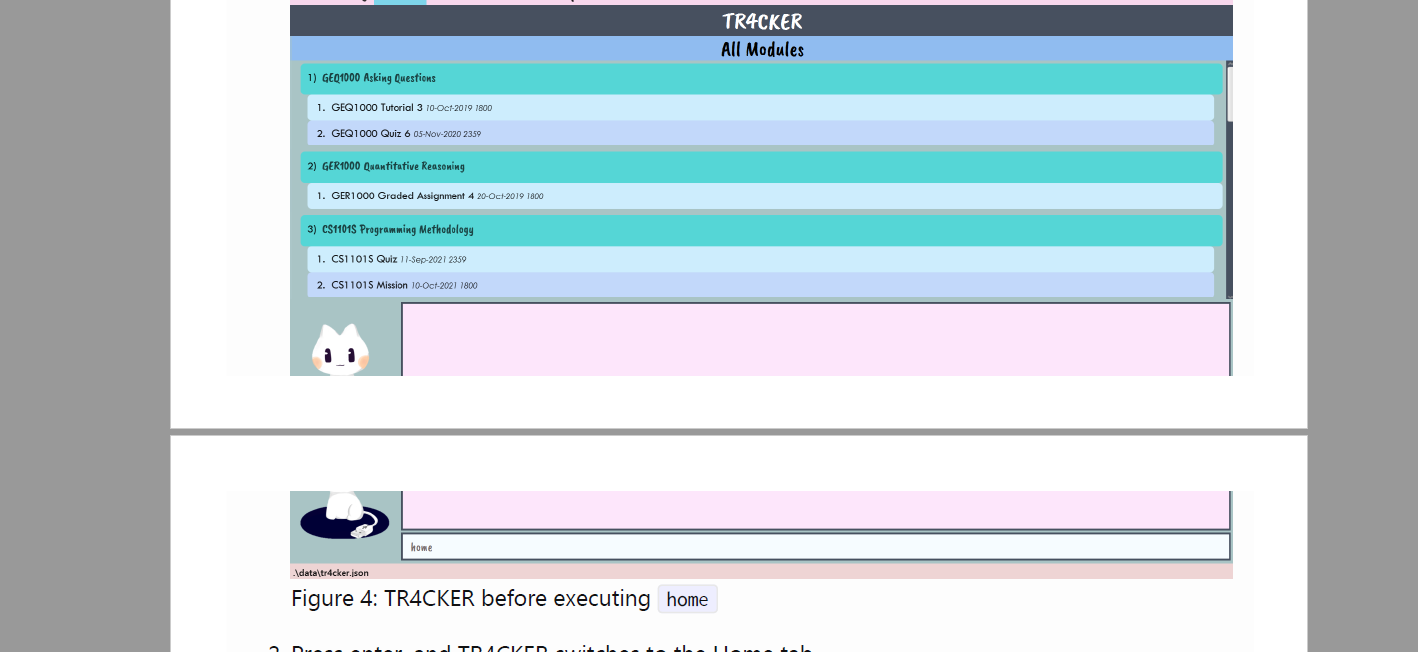 TR4CKER
All Modules
1) GEQ1000 Asking Questions
1. GEQ1000 Tutorial 3 10-Oct-2019 1800
2. GEQ1000 Quiz 6 05-Nov-2020 2359
2) GER1000 Quantitative Reasoning
1. GER1000 Graded Assignment 4 20-Oct-2019 1800
3) CS1101S Programming Methodology
1. CS1101S Quiz 11-Sep-2021 2359
2. CS1101S Mission 10-Oct-2021 1800
home
.\data\tr4cker.json
Figure 4: TR4CKER before executing home
2. Press enter, and TR4CKER switches to the Home tab